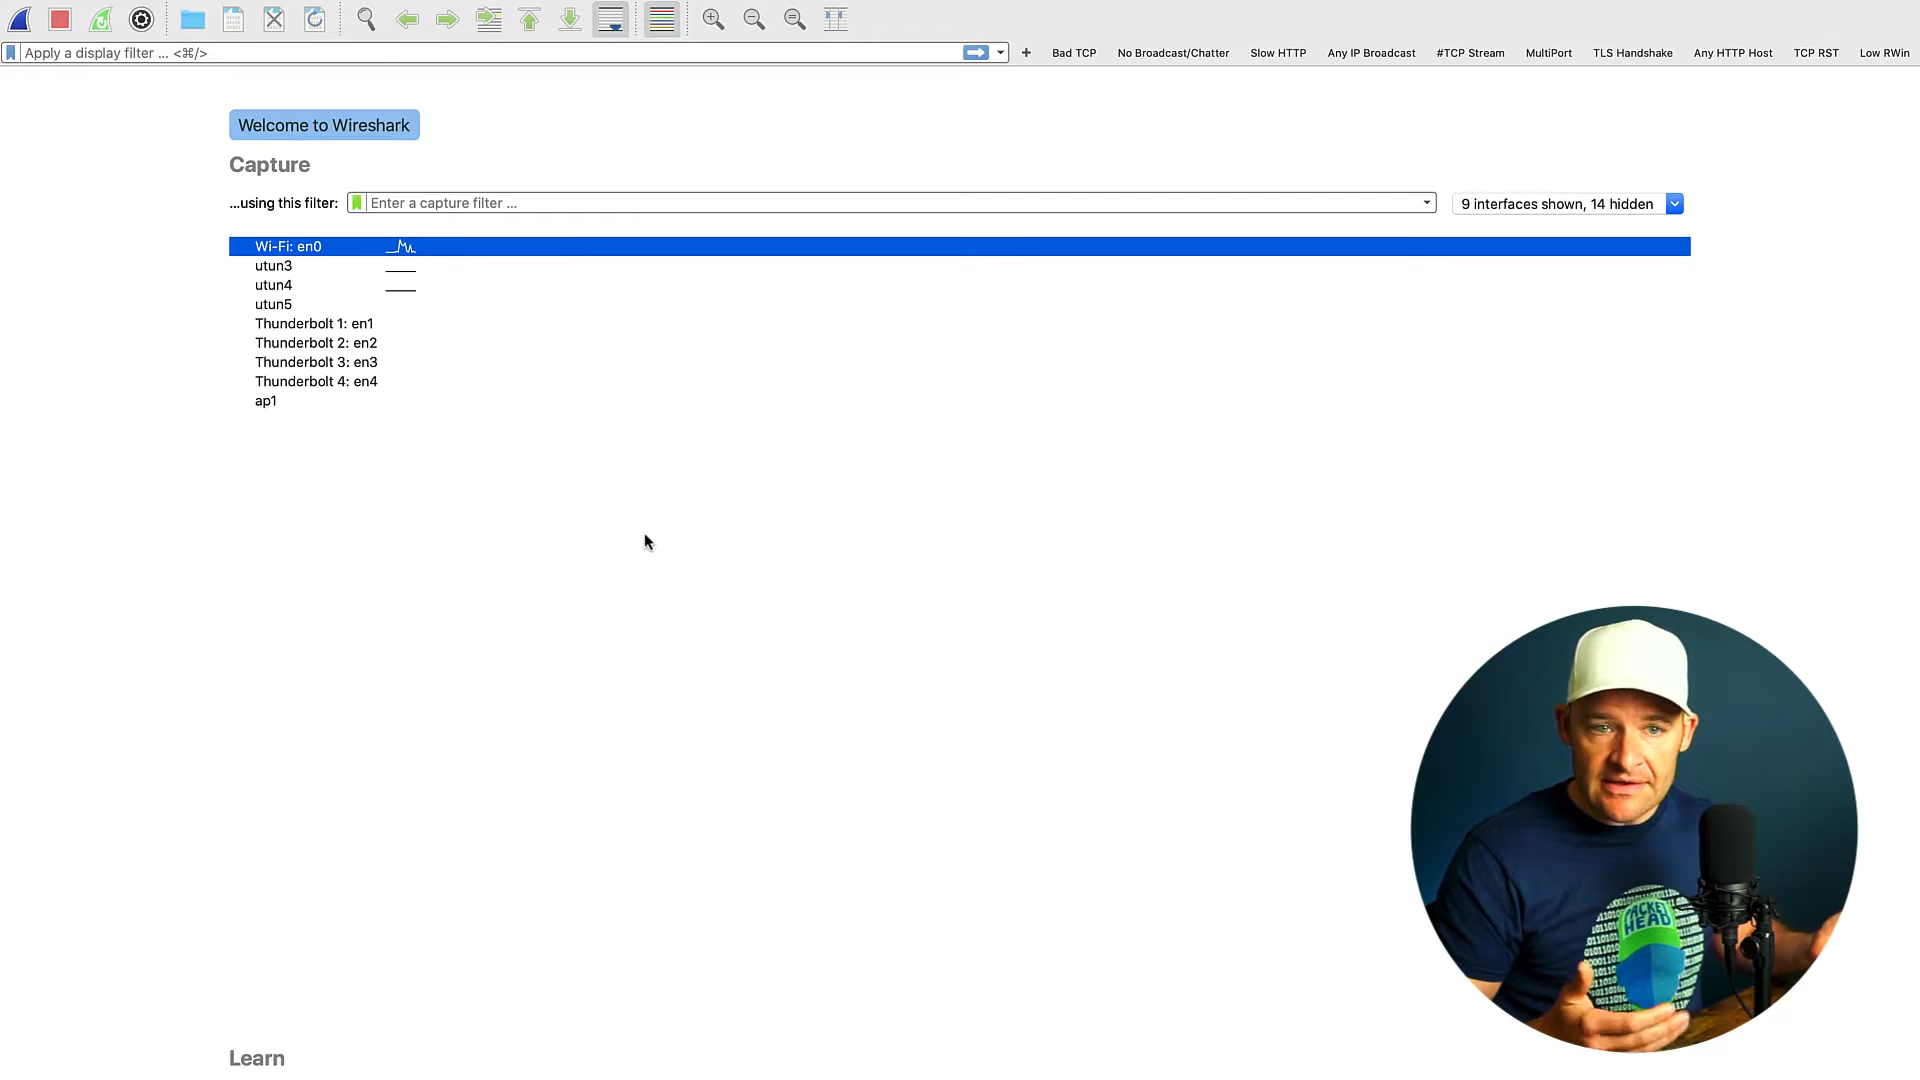 Apply a display filter ... <⌘/>
+ Bad TCP No Broadcast/Chatter Slow HTTP Any IP Broadcast #TCP Stream MultiPort TLS Handshake Any HTTP Host TCP RST Low RWin
Welcome to Wireshark
Capture
...using this filter: Enter a capture filter ... 9 interfaces shown, 14 hidden
Wi-Fi: en0
utun3
utun4
utun5
Thunderbolt 1: en1
Thunderbolt 2: en2
Thunderbolt 3: en3
Thunderbolt 4: en4
ap1
PACKET
HEAD
Learn